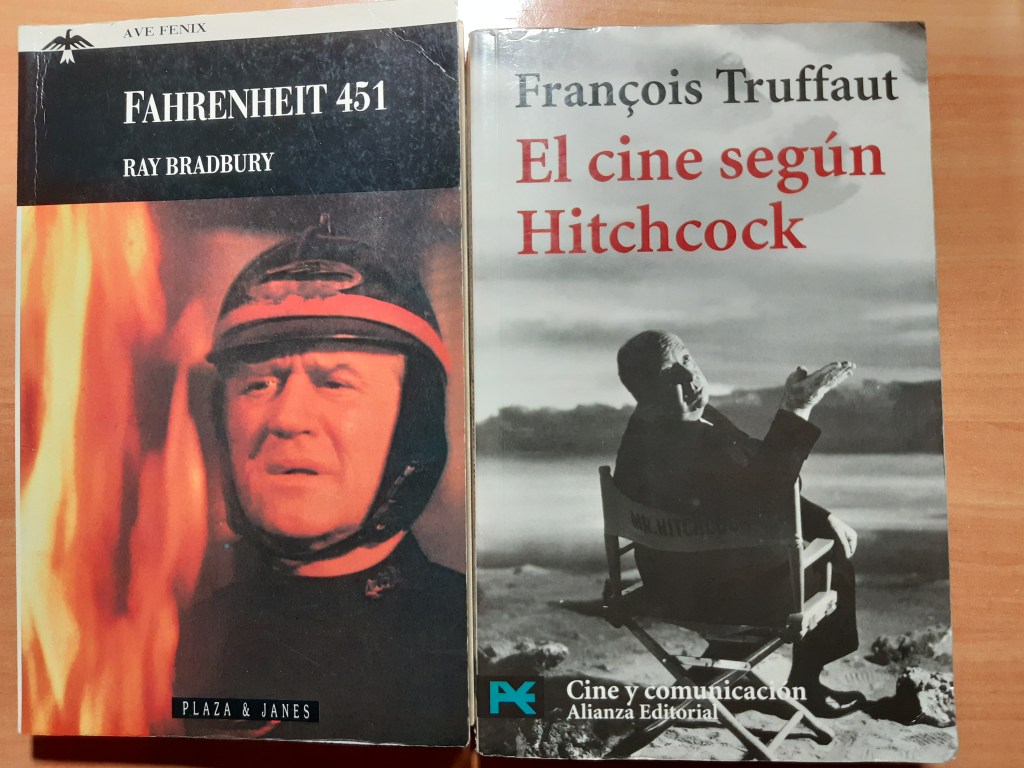 AVE FENIX
FAHRENHEIT 451
RAY BRADBURY
PLAZA & JANES
François Truffaut
El cine según
Hitchcock
MR. HITCHCOCK
Cine y comunicación
Alianza Editorial